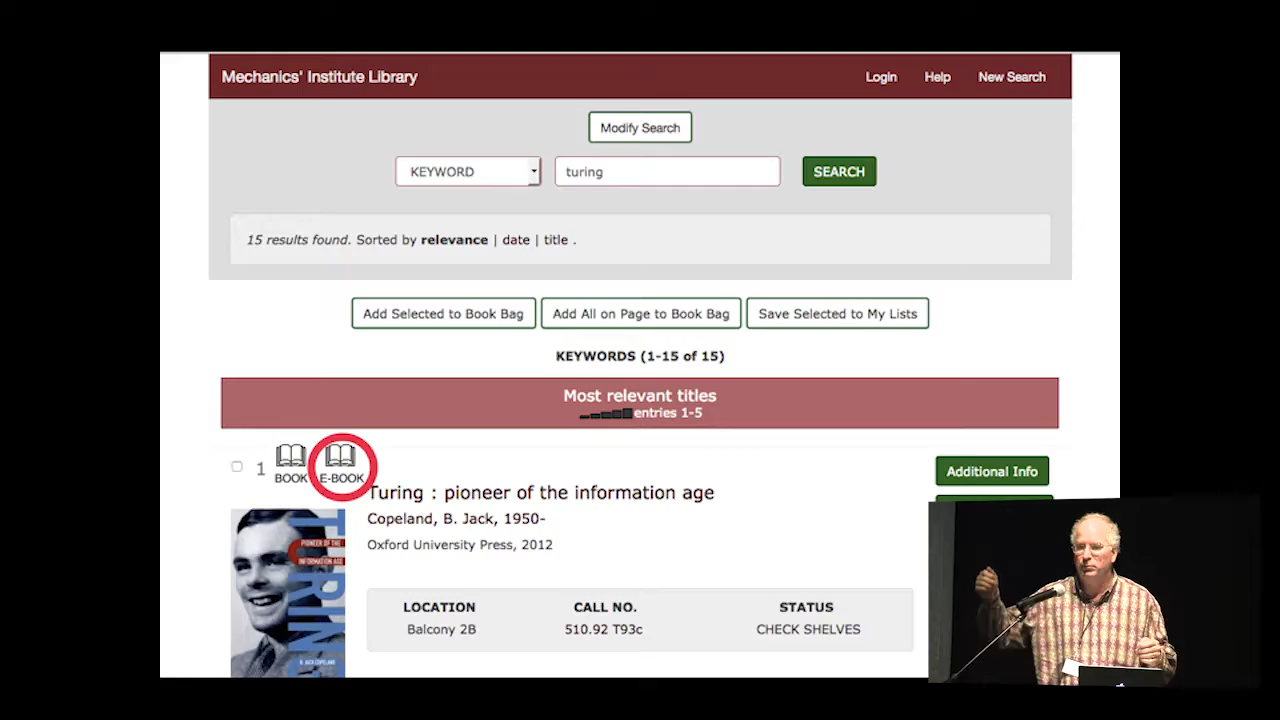 Mechanics' Institute Library
Login Help New Search
Modify Search
KEYWORD turing SEARCH
15 results found. Sorted by relevance | date | title .
Add Selected to Book Bag Add All on Page to Book Bag Save Selected to My Lists
KEYWORDS (1-15 of 15)
Most relevant titles
entries 1-5
1 BOOK E-BOOK
Additional Info
Turing : pioneer of the information age
Copeland, B. Jack, 1950-
Oxford University Press, 2012
TURING
PIONEER OF THE
INFORMATION AGE
B. JACK COPELAND
LOCATION CALL NO. STATUS
Balcony 2B 510.92 T93c CHECK SHELVES